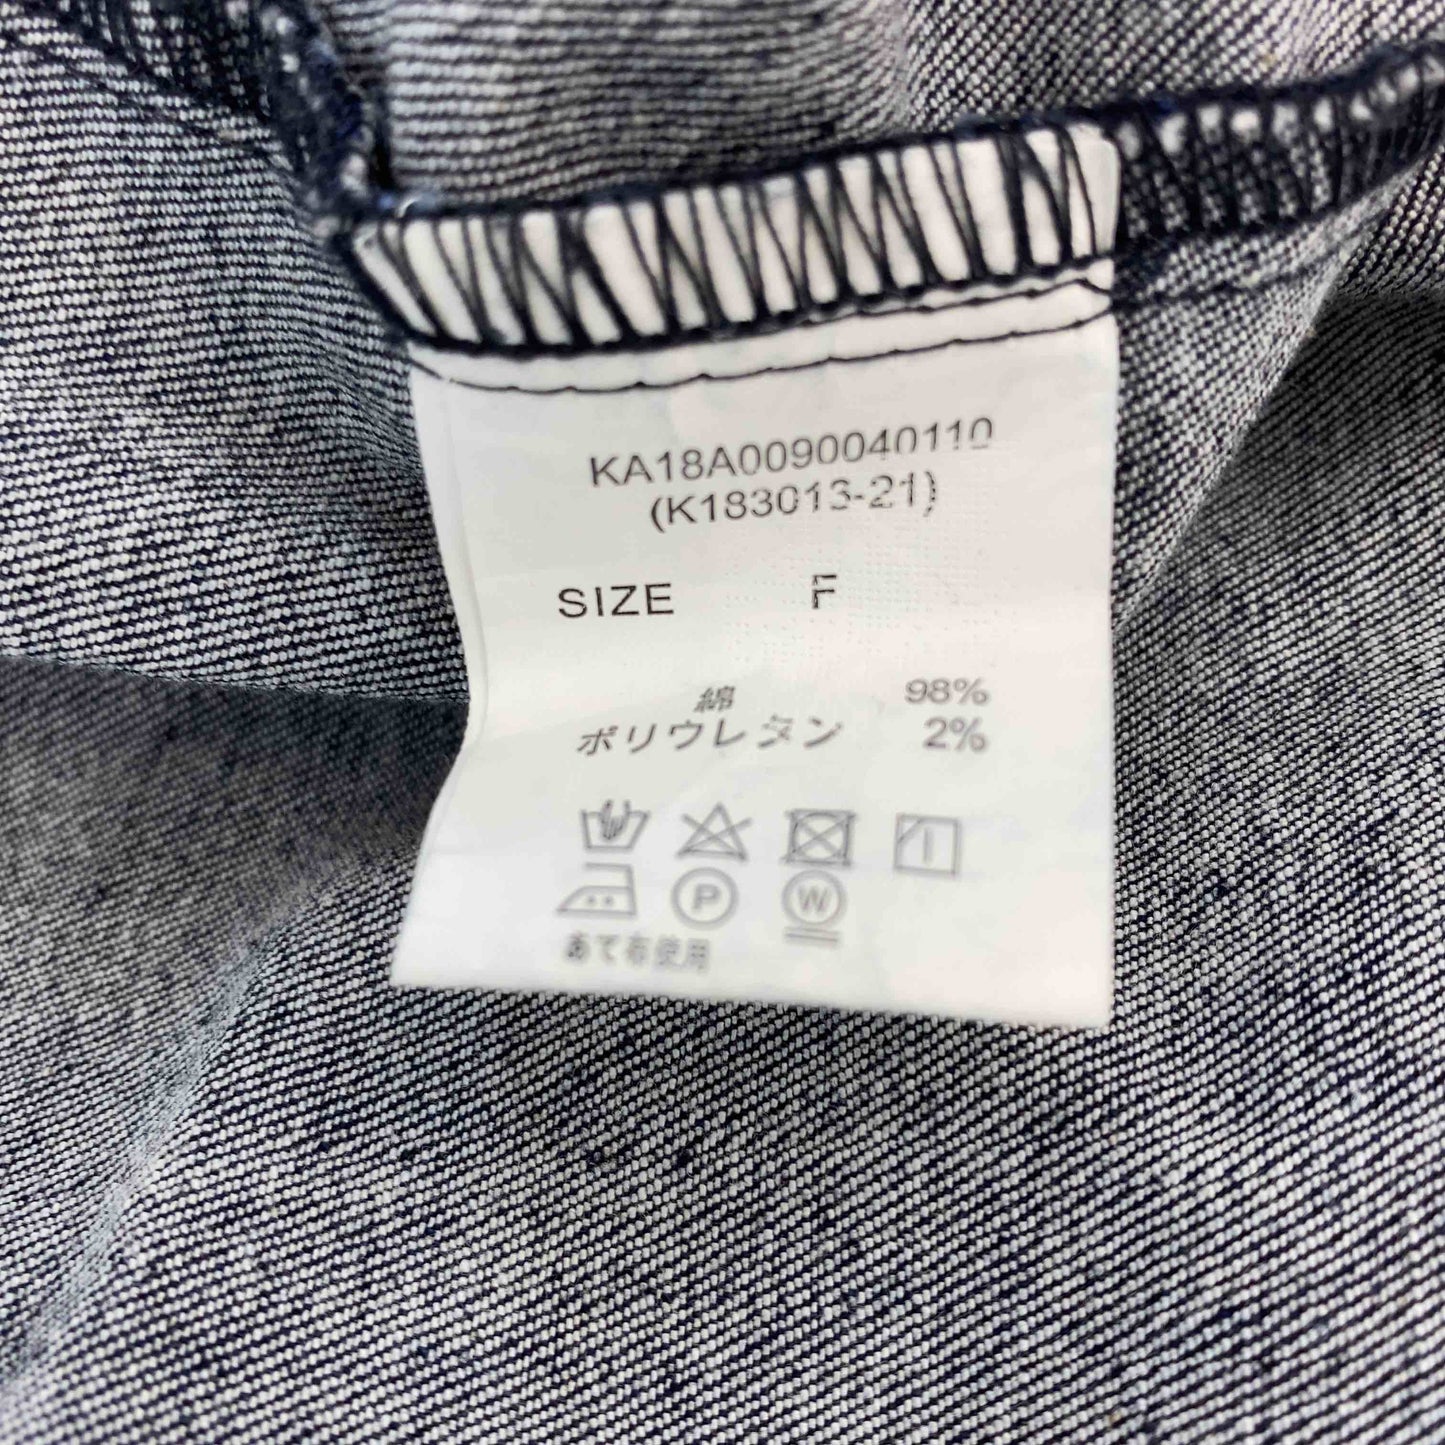 KA18A0090040110
(K183013-21)
SIZE F
綿 98%
ポリウレタン 2%
P W
あて布使用